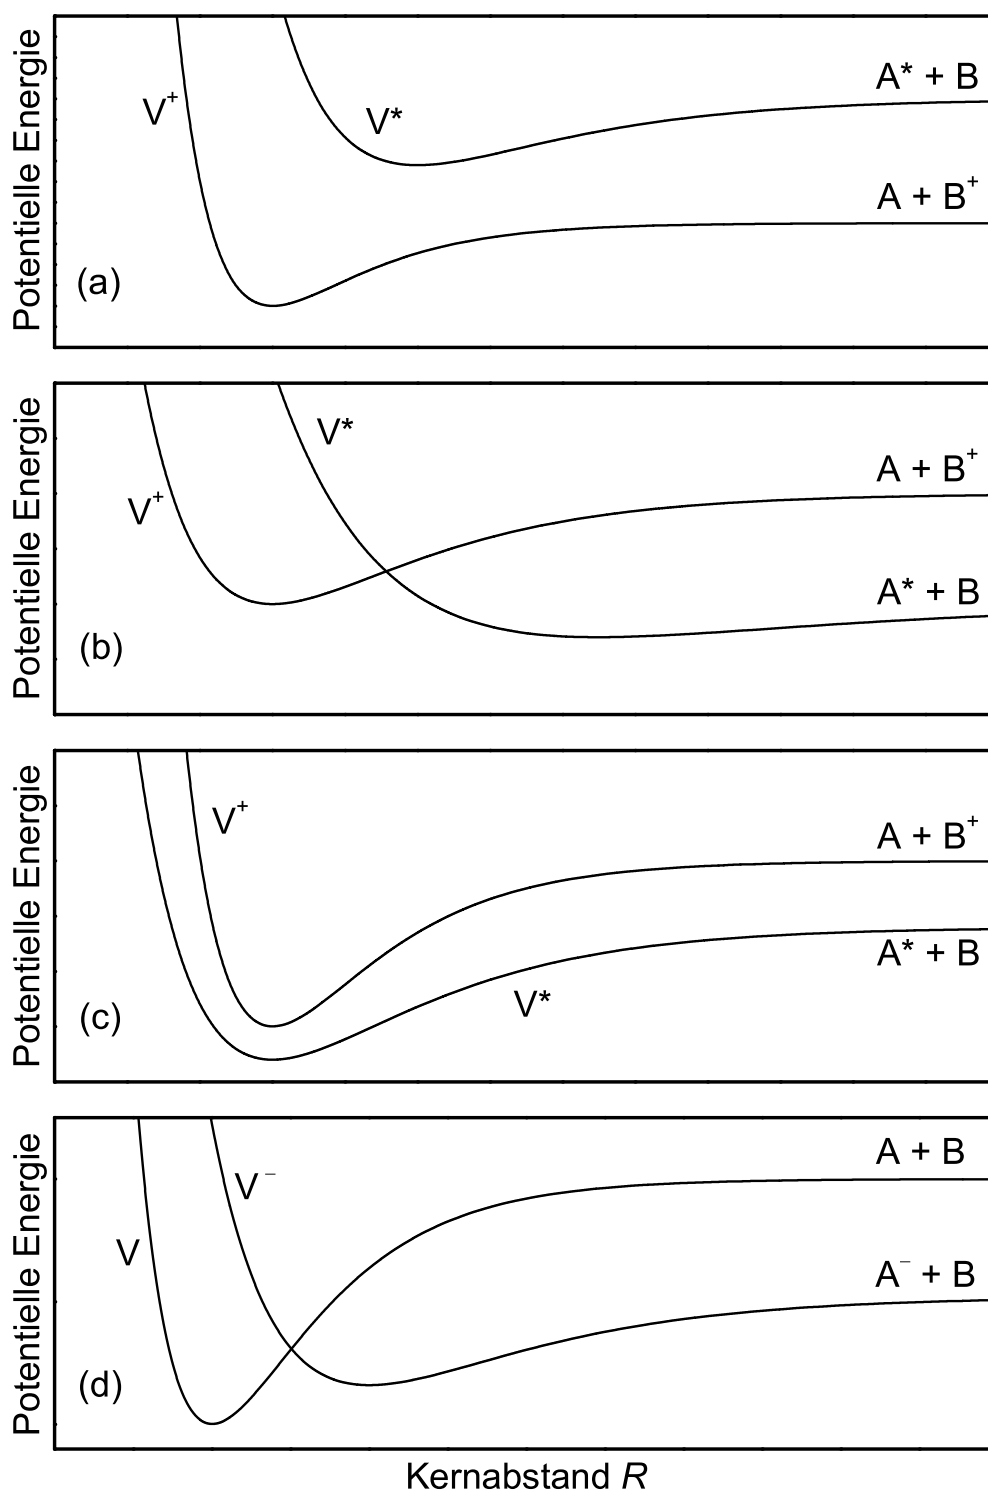 Potentielle Energie
V⁺
V*
A* + B
A + B⁺
(a)
Potentielle Energie
V*
V⁺
A + B⁺
A* + B
(b)
Potentielle Energie
V⁺
A + B⁺
A* + B
V*
(c)
Potentielle Energie
A + B
V⁻
V
A⁻ + B
(d)
Kernabstand R